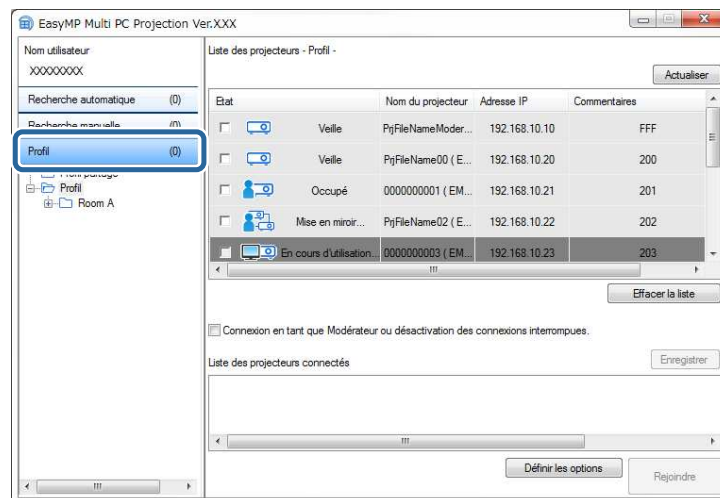 EasyMP Multi PC Projection Ver.XXX
Nom utilisateur
XXXXXXXX
Recherche automatique (0)
Recherche manuelle (0)
Profil (0)
Profil partagé
Profil
Room A
Liste des projecteurs - Profil -
Actualiser
Etat Nom du projecteur Adresse IP Commentaires
Veille PrjFileNameModer... 192.168.10.10 FFF
Veille PrjFileName00 ( E... 192.168.10.20 200
Occupé 0000000001 ( EM... 192.168.10.21 201
Mise en miroir... PrjFileName02 ( E... 192.168.10.22 202
En cours d'utilisation... 0000000003 ( EM... 192.168.10.23 203
Effacer la liste
Connexion en tant que Modérateur ou désactivation des connexions interrompues.
Liste des projecteurs connectés
Enregistrer
Définir les options
Rejoindre